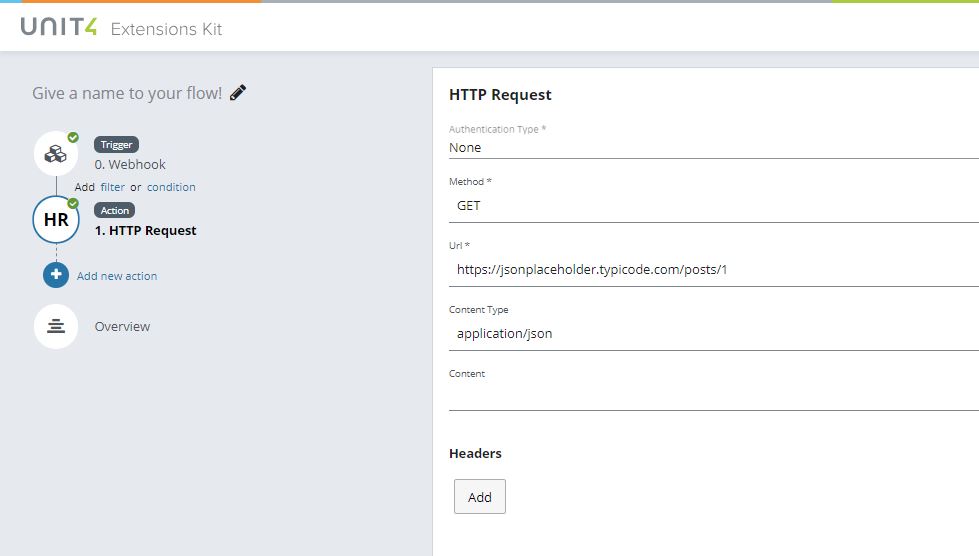 UNIT4 Extensions Kit
Give a name to your flow!
Trigger
0. Webhook
Add filter or condition
HR
Action
1. HTTP Request
Add new action
Overview
HTTP Request
Authentication Type *
None
Method *
GET
Url *
https://jsonplaceholder.typicode.com/posts/1
Content Type
application/json
Content
Headers
Add